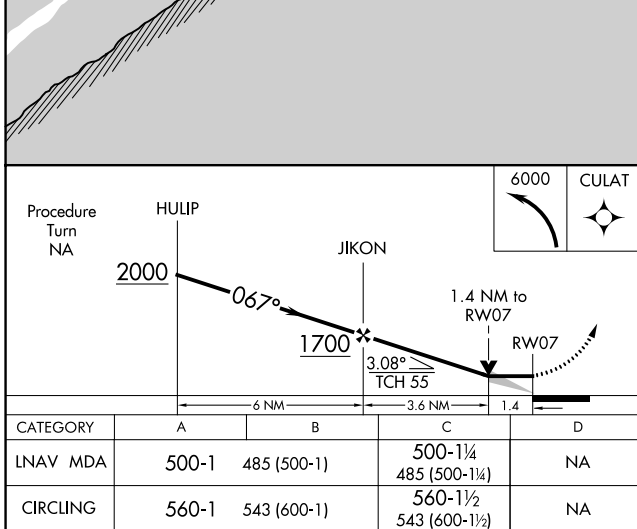 6000 CULAT
Procedure
Turn
NA
HULIP
JIKON
2000
067°
1700
3.08°
TCH 55
1.4 NM to
RW07
RW07
6 NM 3.6 NM 1.4
CATEGORY A B C D
LNAV MDA 500-1 485 (500-1) 500-1¼ NA
485 (500-1¼)
CIRCLING 560-1 543 (600-1) 560-1½ NA
543 (600-1½)